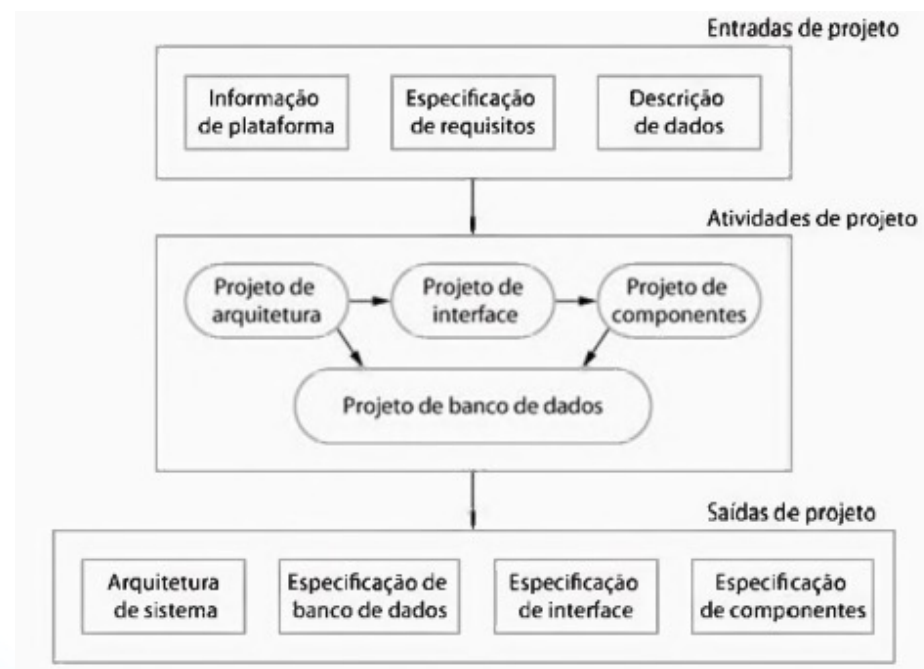 Entradas de projeto
Informação
de plataforma
Especificação
de requisitos
Descrição
de dados
Atividades de projeto
Projeto de
arquitetura
Projeto de
interface
Projeto de
componentes
Projeto de banco de dados
Saídas de projeto
Arquitetura
de sistema
Especificação de
banco de dados
Especificação
de interface
Especificação
de componentes